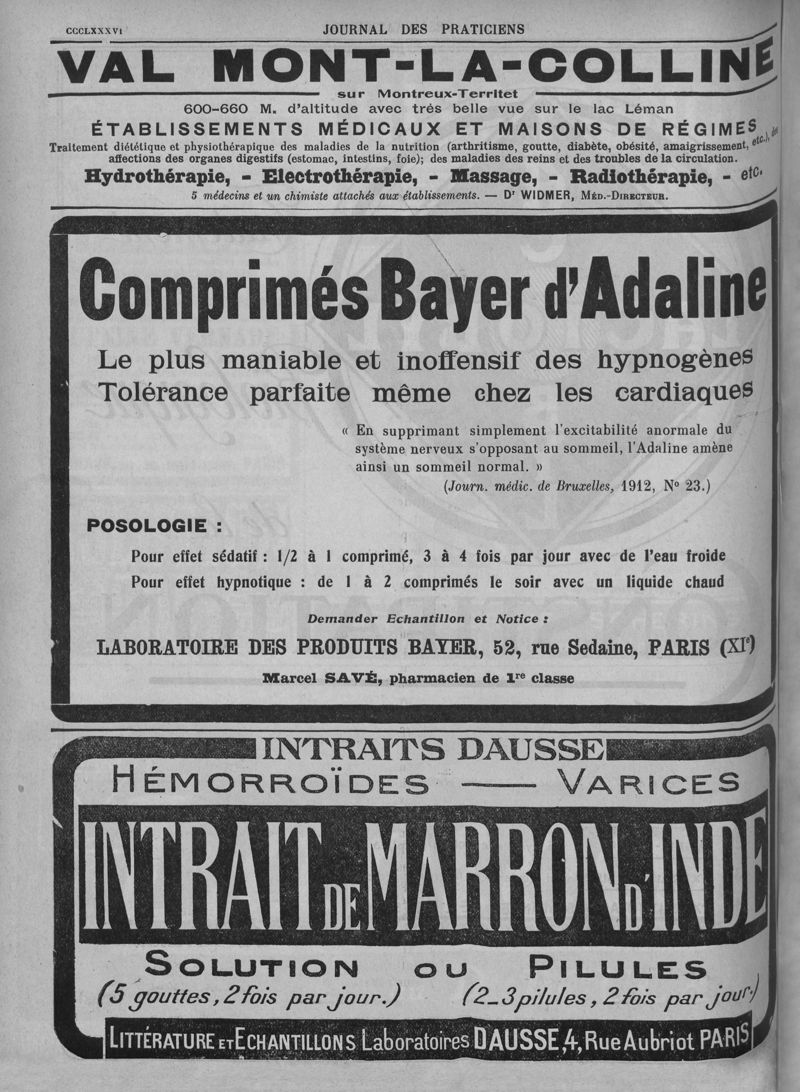 CCCLXXXVI
JOURNAL DES PRATICIENS
VAL MONT-LA-COLLINE
sur Montreux-Territet
600-660 M. d'altitude avec très belle vue sur le lac Léman
ÉTABLISSEMENTS MÉDICAUX ET MAISONS DE RÉGIMES
Traitement diététique et physiothérapique des maladies de la nutrition (arthritisme, goutte, diabète, obésité, amaigrissement, etc.), des
affections des organes digestifs (estomac, intestins, foie); des maladies des reins et des troubles de la circulation.
Hydrothérapie, - Electrothérapie, - Massage, - Radiothérapie, - etc.
5 médecins et un chimiste attachés aux établissements. — Dr WIDMER, MÉD.-DIRECTEUR.
Comprimés Bayer d'Adaline
Le plus maniable et inoffensif des hypnogènes
Tolérance parfaite même chez les cardiaques
« En supprimant simplement l'excitabilité anormale du
système nerveux s'opposant au sommeil, l'Adaline amène
ainsi un sommeil normal. »
(Journ. médic. de Bruxelles, 1912, No 23.)
POSOLOGIE :
Pour effet sédatif : 1/2 à 1 comprimé, 3 à 4 fois par jour avec de l'eau froide
Pour effet hypnotique : de 1 à 2 comprimés le soir avec un liquide chaud
Demander Echantillon et Notice :
LABORATOIRE DES PRODUITS BAYER, 52, rue Sedaine, PARIS (XIe)
Marcel SAVÉ, pharmacien de 1re classe
INTRAITS DAUSSE
HÉMORROÏDES — VARICES
INTRAIT DE MARRON D'INDE
SOLUTION OU PILULES
(5 gouttes, 2 fois par jour.) (2_3 pilules, 2 fois par jour.)
LITTÉRATURE ET ECHANTILLONS Laboratoires DAUSSE, 4, Rue Aubriot PARIS